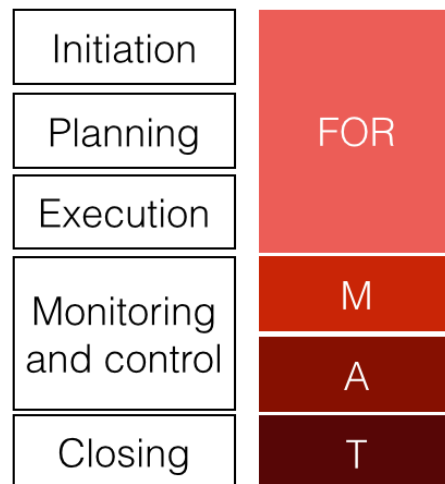 Initiation
Planning
Execution
Monitoring
and control
Closing
FOR
M
A
T